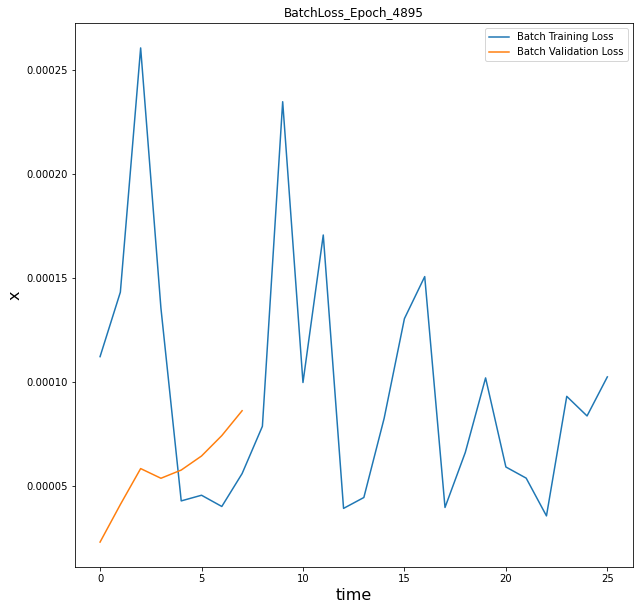 BatchLoss_Epoch_4895
Batch Training Loss
Batch Validation Loss
0.00025
0.00020
0.00015
0.00010
0.00005
x
0 5 10 15 20 25
time